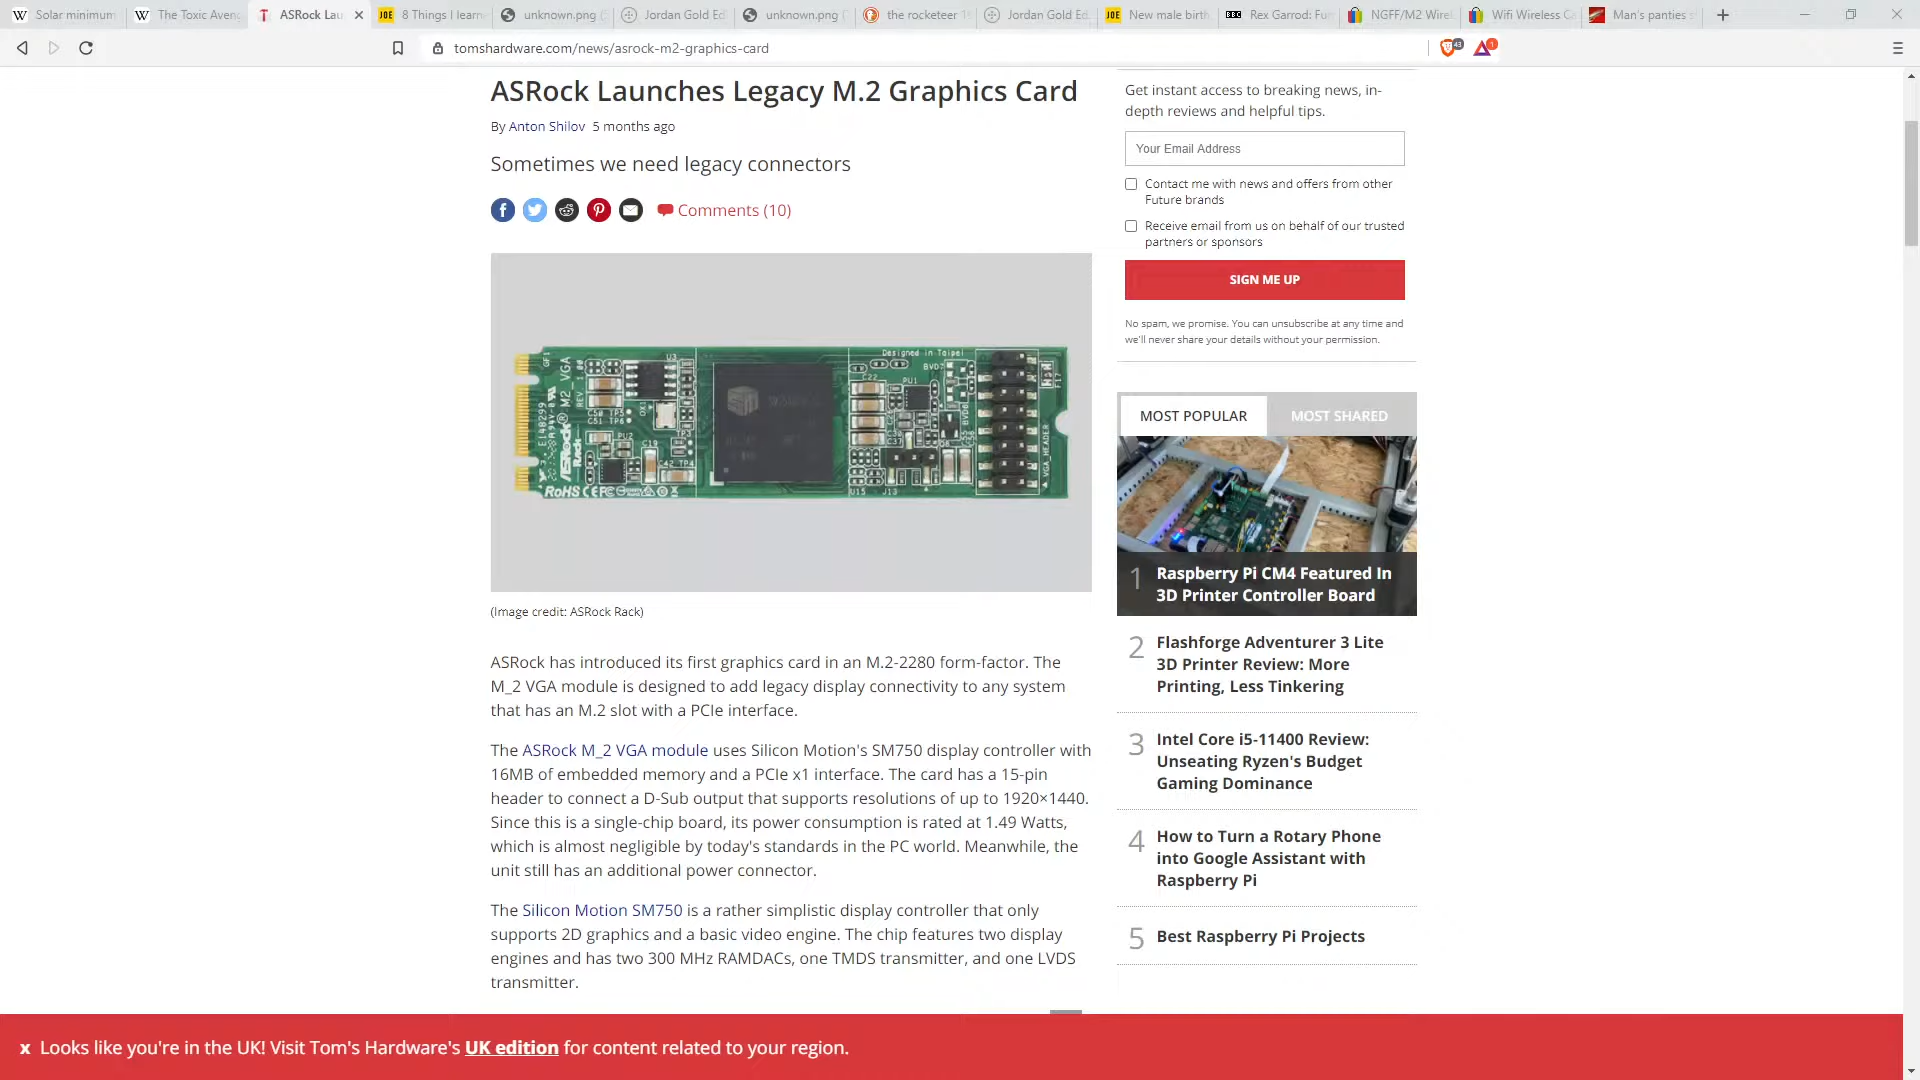 Solar minimum
The Toxic Aveng
ASRock Lau
8 Things I learn
unknown.png (
Jordan Gold Ed
unknown.png (
the rocketeer 1
Jordan Gold Ed
New male birth
Rex Garrod: Fu
NGFF/M2 Wirel
Wifi Wireless Ca
Man's panties s
tomshardware.com/news/asrock-m2-graphics-card
ASRock Launches Legacy M.2 Graphics Card
By Anton Shilov 5 months ago
Sometimes we need legacy connectors
Comments (10)
Designed in Taipei
M2_VGA
REV 1.00
E148299
ASRock Rack
RoHS
VGA_HEADER
(Image credit: ASRock Rack)
ASRock has introduced its first graphics card in an M.2-2280 form-factor. The
M_2 VGA module is designed to add legacy display connectivity to any system
that has an M.2 slot with a PCIe interface.
The ASRock M_2 VGA module uses Silicon Motion's SM750 display controller with
16MB of embedded memory and a PCIe x1 interface. The card has a 15-pin
header to connect a D-Sub output that supports resolutions of up to 1920×1440.
Since this is a single-chip board, its power consumption is rated at 1.49 Watts,
which is almost negligible by today's standards in the PC world. Meanwhile, the
unit still has an additional power connector.
The Silicon Motion SM750 is a rather simplistic display controller that only
supports 2D graphics and a basic video engine. The chip features two display
engines and has two 300 MHz RAMDACs, one TMDS transmitter, and one LVDS
transmitter.
Get instant access to breaking news, in-
depth reviews and helpful tips.
Your Email Address
Contact me with news and offers from other
Future brands
Receive email from us on behalf of our trusted
partners or sponsors
SIGN ME UP
No spam, we promise. You can unsubscribe at any time and
we'll never share your details without your permission.
MOST POPULAR
MOST SHARED
1
Raspberry Pi CM4 Featured In
3D Printer Controller Board
2
Flashforge Adventurer 3 Lite
3D Printer Review: More
Printing, Less Tinkering
3
Intel Core i5-11400 Review:
Unseating Ryzen's Budget
Gaming Dominance
4
How to Turn a Rotary Phone
into Google Assistant with
Raspberry Pi
5
Best Raspberry Pi Projects
x Looks like you're in the UK! Visit Tom's Hardware's UK edition for content related to your region.